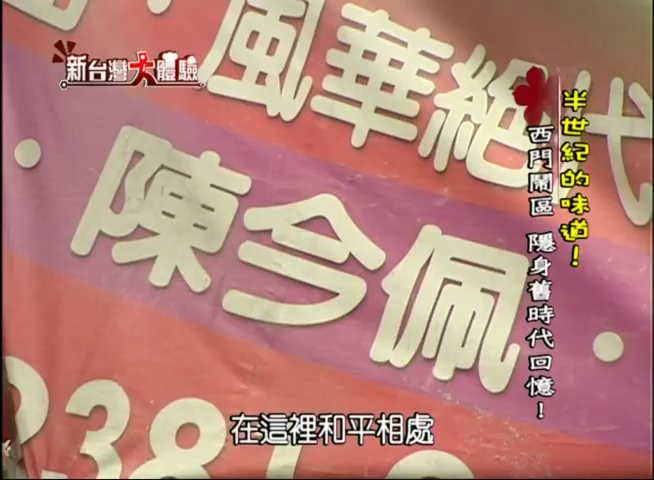 新台灣大體驗
風華絕代
陳今佩
半世紀的味道！
西門鬧區 隱身舊時代回憶！
2381
在這裡和平相處